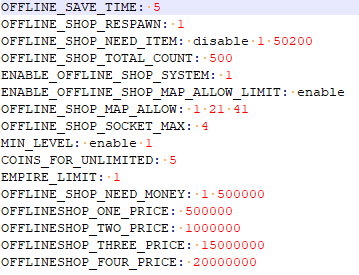 OFFLINE_SAVE_TIME: 5
OFFLINE_SHOP_RESPAWN: 1
OFFLINE_SHOP_NEED_ITEM: disable 1 50200
OFFLINE_SHOP_TOTAL_COUNT: 500
ENABLE_OFFLINE_SHOP_SYSTEM: 1
ENABLE_OFFLINE_SHOP_MAP_ALLOW_LIMIT: enable
OFFLINE_SHOP_MAP_ALLOW: 1 21 41
OFFLINE_SHOP_SOCKET_MAX: 4
MIN_LEVEL: enable 1
COINS_FOR_UNLIMITED: 5
EMPIRE_LIMIT: 1
OFFLINE_SHOP_NEED_MONEY: 1 500000
OFFLINESHOP_ONE_PRICE: 500000
OFFLINESHOP_TWO_PRICE: 1000000
OFFLINESHOP_THREE_PRICE: 15000000
OFFLINESHOP_FOUR_PRICE: 20000000